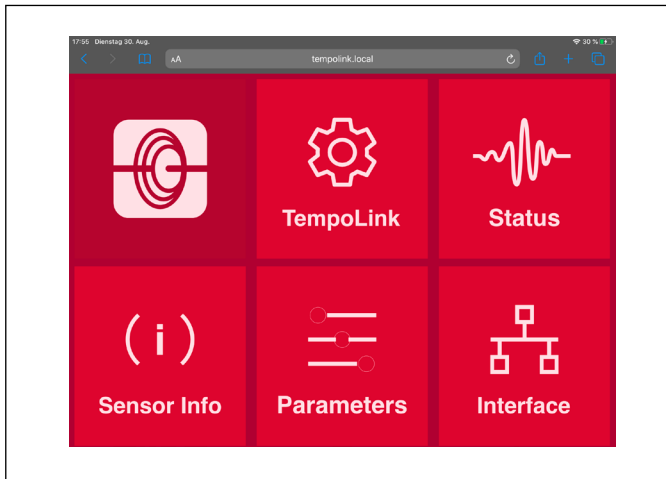 17:55 Dienstag 30. Aug.
30 %
AA
tempolink.local
TempoLink
Status
(i)
Sensor Info
Parameters
Interface